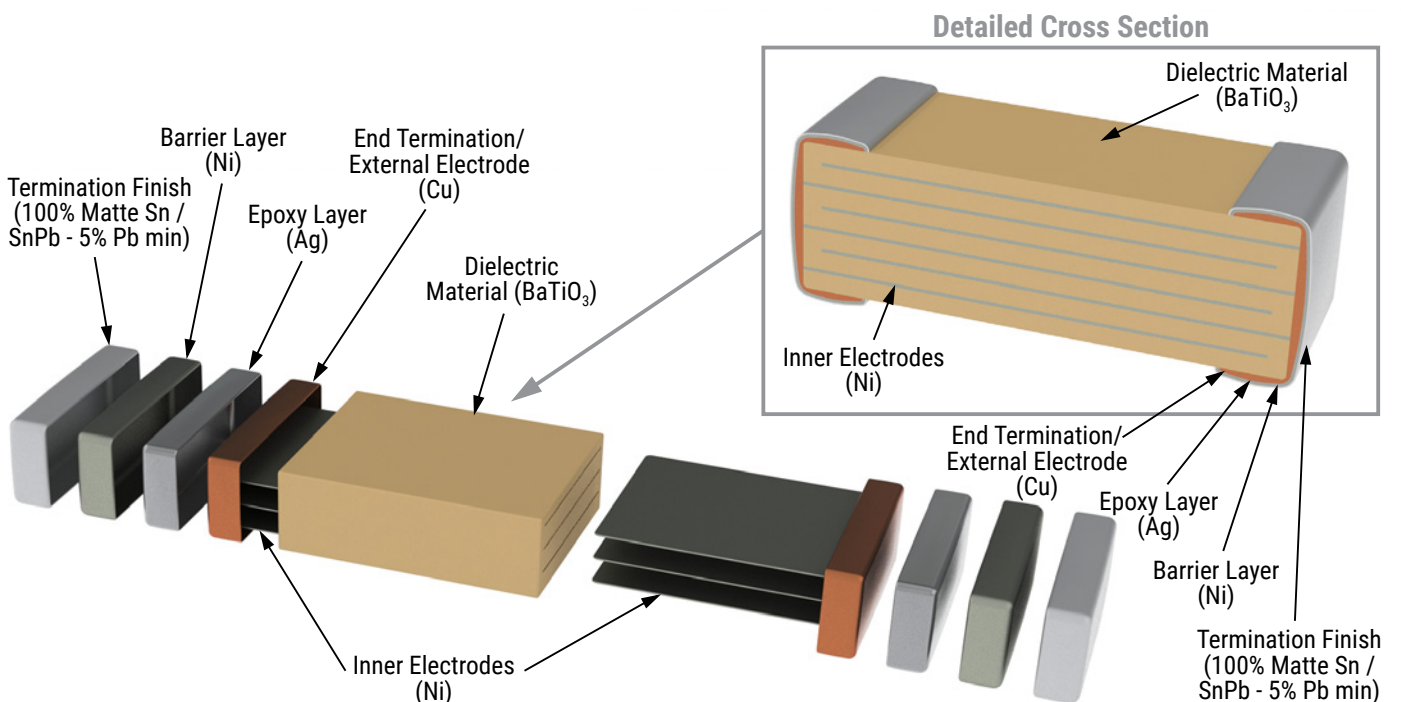 Detailed Cross Section
Dielectric Material
(BaTiO₃)
Barrier Layer
(Ni)
End Termination/
External Electrode
(Cu)
Termination Finish
(100% Matte Sn /
SnPb - 5% Pb min)
Epoxy Layer
(Ag)
Dielectric
Material (BaTiO₃)
Inner Electrodes
(Ni)
End Termination/
External Electrode
(Cu)
Epoxy Layer
(Ag)
Barrier Layer
(Ni)
Termination Finish
(100% Matte Sn /
SnPb - 5% Pb min)
Inner Electrodes
(Ni)